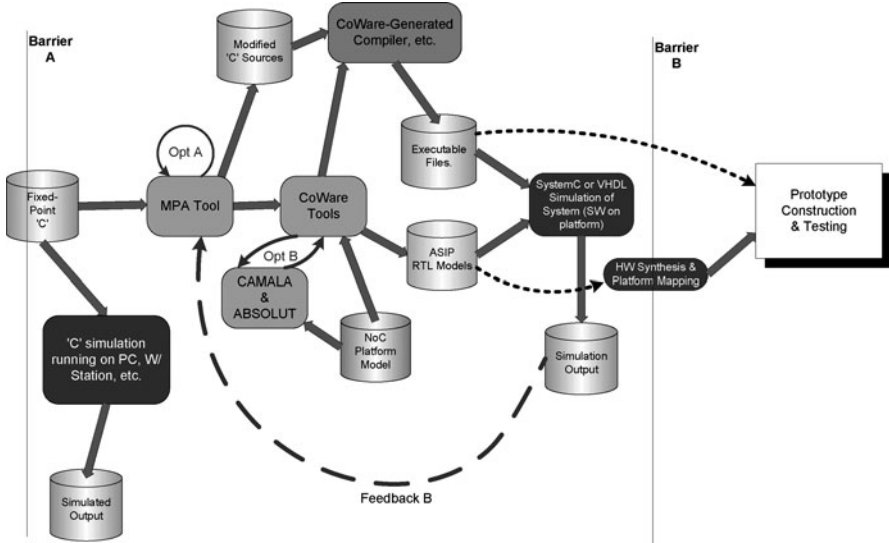 Barrier
A
Modified
'C' Sources
CoWare-Generated
Compiler, etc.
Barrier
B
Opt A
Executable
Files.
Fixed-
Point
'C'
MPA Tool
CoWare
Tools
SystemC or VHDL
Simulation of
System (SW on
platform)
Prototype
Construction
& Testing
Opt B
ASIP
RTL Models
HW Synthesis &
Platform Mapping
CAMALA
&
ABSOLUT
'C' simulation
running on PC, W/
Station, etc.
NoC
Platform
Model
Simulation
Output
Feedback B
Simulated
Output